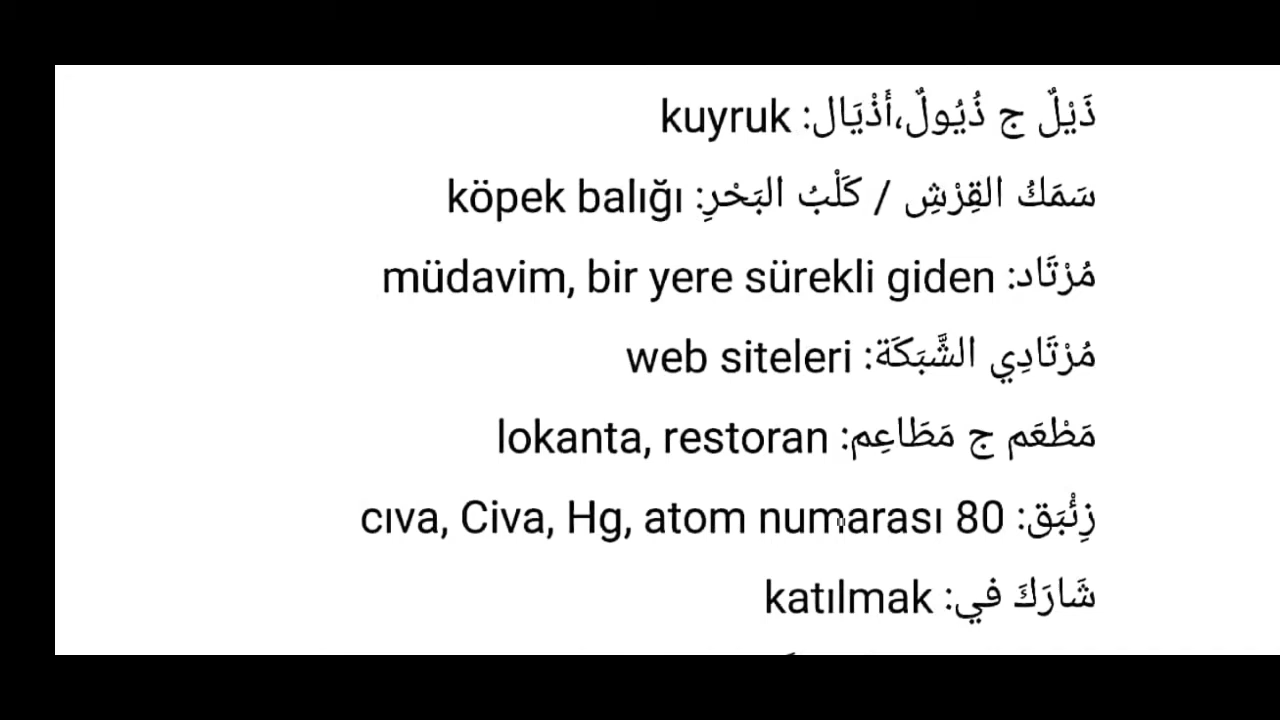 ذَيْلٌ ج ذُيُولٌ،أَذْيَال: kuyruk
سَمَكُ القِرْشِ / كَلْبُ البَحْرِ: köpek balığı
مُرْتَاد: müdavim, bir yere sürekli giden
مُرْتَادِي الشَّبَكَة: web siteleri
مَطْعَم ج مَطَاعِم: lokanta, restoran
زِئْبَق: cıva, Civa, Hg, atom numarası 80
شَارَكَ في: katılmak